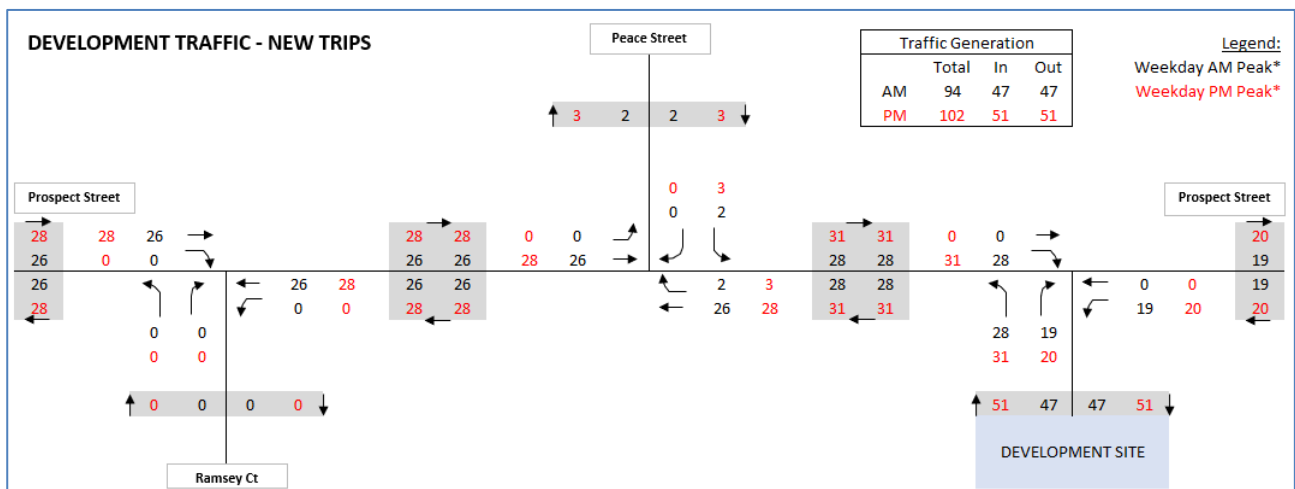 DEVELOPMENT TRAFFIC - NEW TRIPS
Peace Street
Traffic Generation
Total In Out
AM 94 47 47
PM 102 51 51
Legend:
Weekday AM Peak*
Weekday PM Peak*
3 2 2 3
Prospect Street
Prospect Street
0 3
0 2
28 28 26 28 28 0 0 31 31 0 0 20
26 0 0 26 26 28 26 28 28 31 28 19
26 26 28 26 26 2 3 28 28 0 0 19
28 0 0 28 28 26 28 31 31 19 20 20
0 0 28 19
0 0 31 20
0 0 0 0 51 47 47 51
DEVELOPMENT SITE
Ramsey Ct